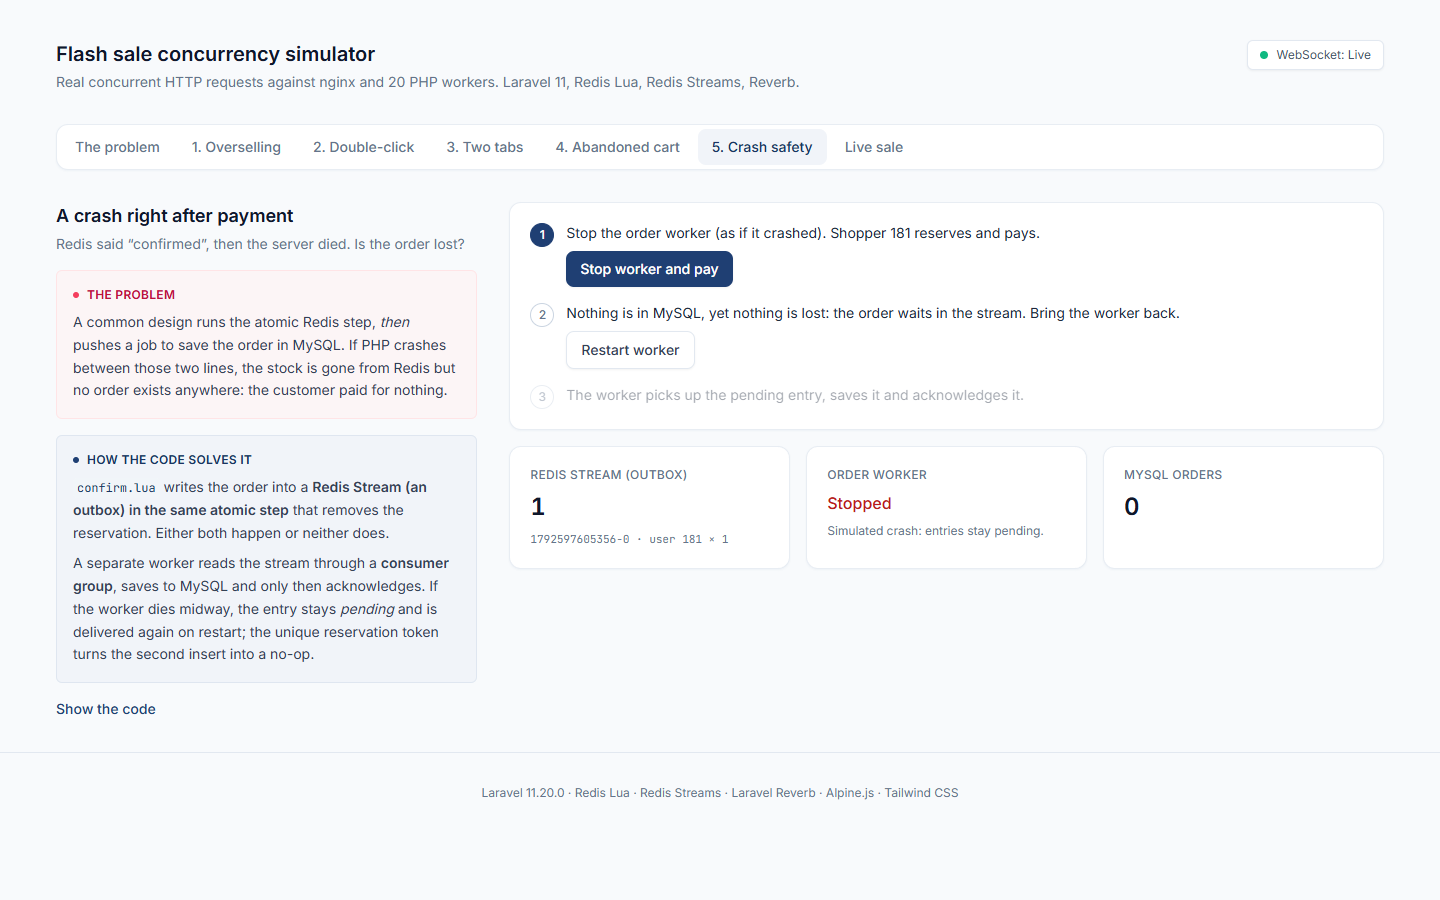 Flash sale concurrency simulator
Real concurrent HTTP requests against nginx and 20 PHP workers. Laravel 11, Redis Lua, Redis Streams, Reverb.
WebSocket: Live
The problem
1. Overselling
2. Double-click
3. Two tabs
4. Abandoned cart
5. Crash safety
Live sale
A crash right after payment
Redis said “confirmed”, then the server died. Is the order lost?
THE PROBLEM
A common design runs the atomic Redis step, then
pushes a job to save the order in MySQL. If PHP crashes
between those two lines, the stock is gone from Redis but
no order exists anywhere: the customer paid for nothing.
HOW THE CODE SOLVES IT
confirm.lua writes the order into a Redis Stream (an
outbox) in the same atomic step that removes the
reservation. Either both happen or neither does.
A separate worker reads the stream through a consumer
group, saves to MySQL and only then acknowledges. If
the worker dies midway, the entry stays pending and is
delivered again on restart; the unique reservation token
turns the second insert into a no-op.
Show the code
1
Stop the order worker (as if it crashed). Shopper 181 reserves and pays.
Stop worker and pay
2
Nothing is in MySQL, yet nothing is lost: the order waits in the stream. Bring the worker back.
Restart worker
3
The worker picks up the pending entry, saves it and acknowledges it.
REDIS STREAM (OUTBOX)
1
1792597605356-0 · user 181 × 1
ORDER WORKER
Stopped
Simulated crash: entries stay pending.
MYSQL ORDERS
0
Laravel 11.20.0 · Redis Lua · Redis Streams · Laravel Reverb · Alpine.js · Tailwind CSS